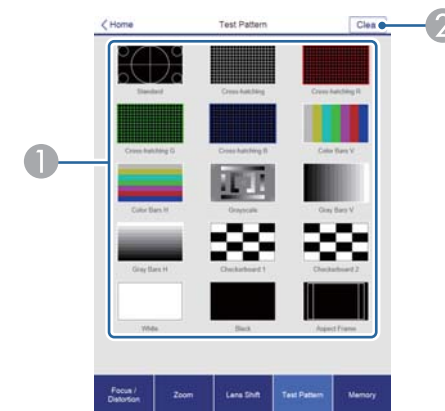 Home Test Pattern Clea
2
Standard Cross-hatching Cross-hatching R
Cross-hatching G Cross-hatching B Color Bars V
1
Color Bars H Grayscale Gray Bars V
Gray Bars H Checkerboard 1 Checkerboard 2
White Black Aspect Frame
Focus /
Distortion Zoom Lens Shift Test Pattern Memory